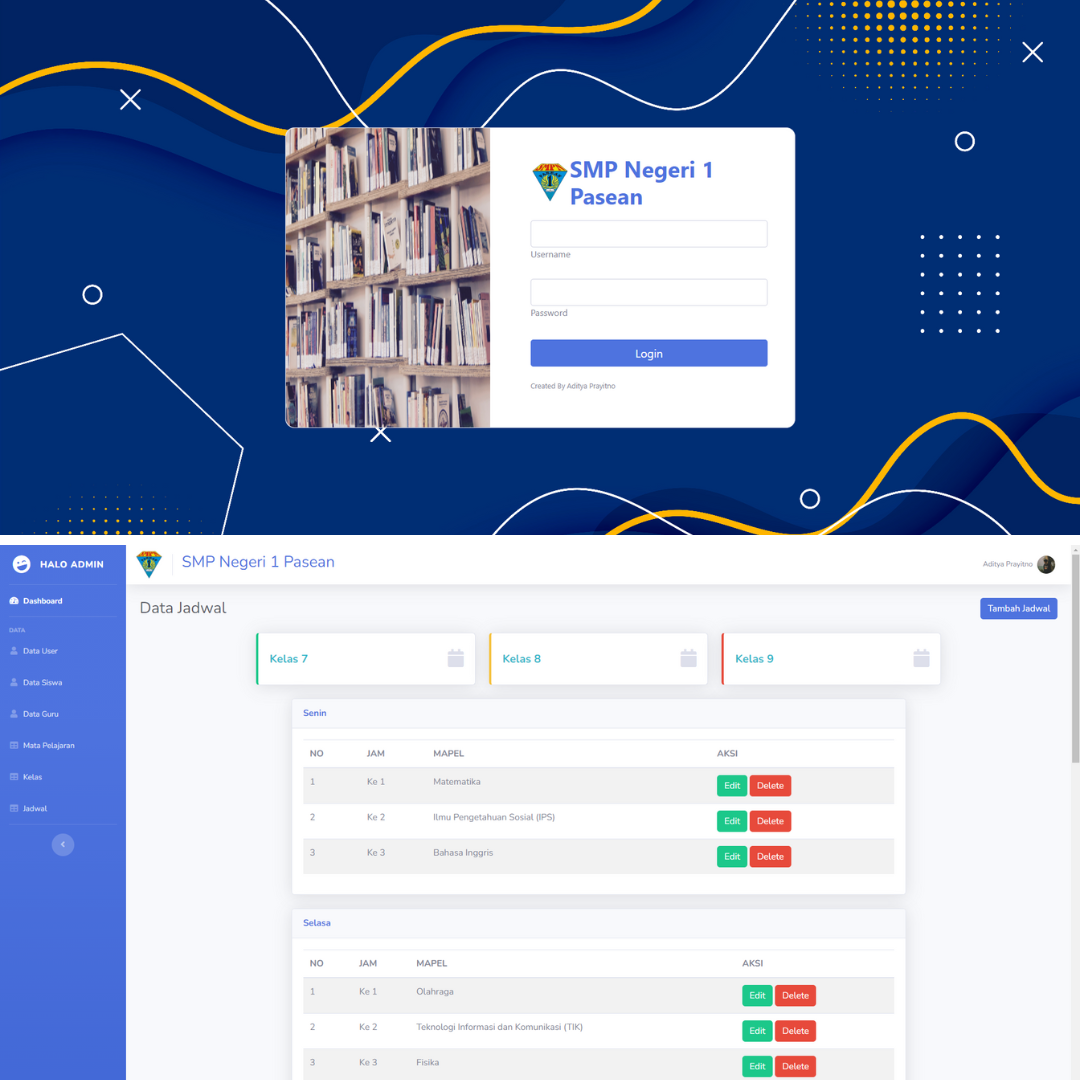 SMP Negeri 1
Pasean
Username
Password
Login
Created By Aditya Prayitno
HALO ADMIN
SMP Negeri 1 Pasean
Aditya Prayitno
Dashboard
Data Jadwal
Tambah Jadwal
DATA
Data User
Data Siswa
Data Guru
Mata Pelajaran
Kelas
Jadwal
Kelas 7
Kelas 8
Kelas 9
Senin
NO JAM MAPEL AKSI
1 Ke 1 Matematika Edit Delete
2 Ke 2 Ilmu Pengetahuan Sosial (IPS) Edit Delete
3 Ke 3 Bahasa Inggris Edit Delete
Selasa
NO JAM MAPEL AKSI
1 Ke 1 Olahraga Edit Delete
2 Ke 2 Teknologi Informasi dan Komunikasi (TIK) Edit Delete
3 Ke 3 Fisika Edit Delete